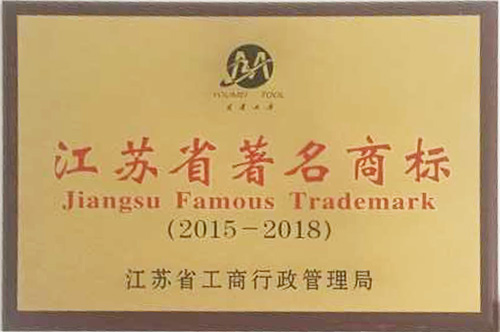 YOUMEI TOOL
江苏省著名商标
Jiangsu Famous Trademark
(2015-2018)
江苏省工商行政管理局